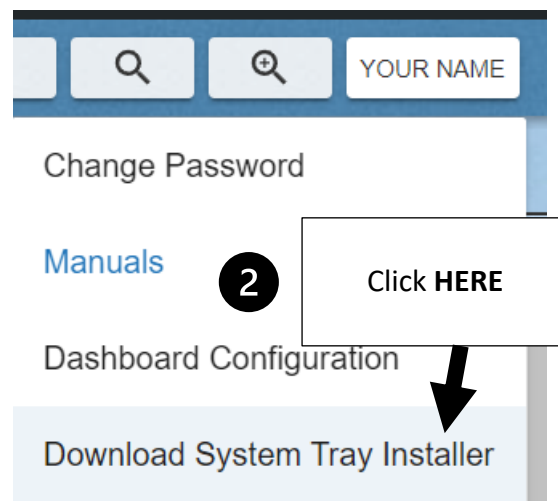 YOUR NAME
Change Password
Manuals
2
Click HERE
Dashboard Configuration
Download System Tray Installer